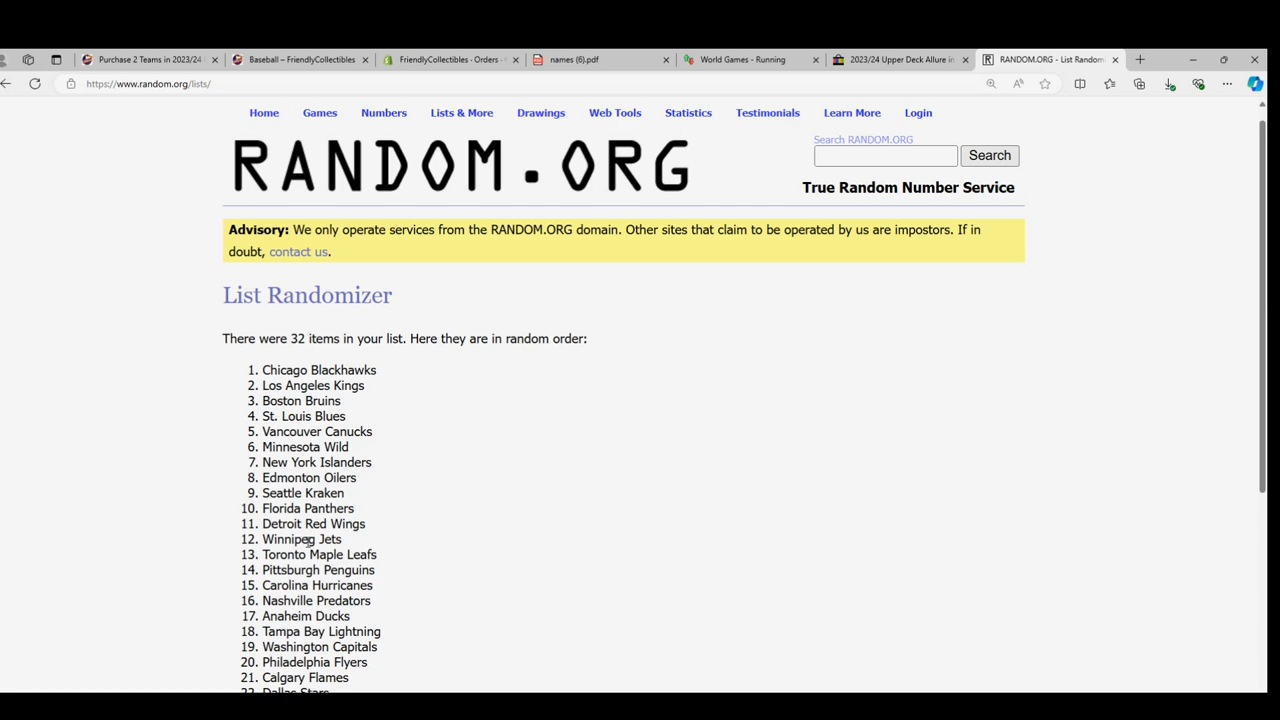 Purchase 2 Teams in 2023/24
Baseball – FriendlyCollectibles
FriendlyCollectibles · Orders ·
names (6).pdf
World Games - Running
2023/24 Upper Deck Allure in
RANDOM.ORG - List Random
https://www.random.org/lists/
Home Games Numbers Lists & More Drawings Web Tools Statistics Testimonials Learn More Login
RANDOM.ORG
Search RANDOM.ORG
Search
True Random Number Service
Advisory: We only operate services from the RANDOM.ORG domain. Other sites that claim to be operated by us are impostors. If in
doubt, contact us.
List Randomizer
There were 32 items in your list. Here they are in random order:
1. Chicago Blackhawks
2. Los Angeles Kings
3. Boston Bruins
4. St. Louis Blues
5. Vancouver Canucks
6. Minnesota Wild
7. New York Islanders
8. Edmonton Oilers
9. Seattle Kraken
10. Florida Panthers
11. Detroit Red Wings
12. Winnipeg Jets
13. Toronto Maple Leafs
14. Pittsburgh Penguins
15. Carolina Hurricanes
16. Nashville Predators
17. Anaheim Ducks
18. Tampa Bay Lightning
19. Washington Capitals
20. Philadelphia Flyers
21. Calgary Flames
22. Dallas Stars